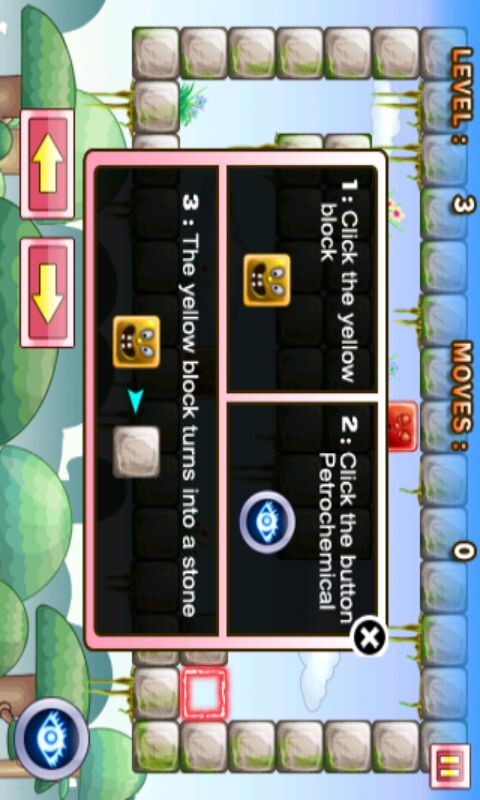 LEVEL: 3 MOVES: 0
1: Click the yellow
block
2: Click the button
Petrochemical
3: The yellow block turns into a stone